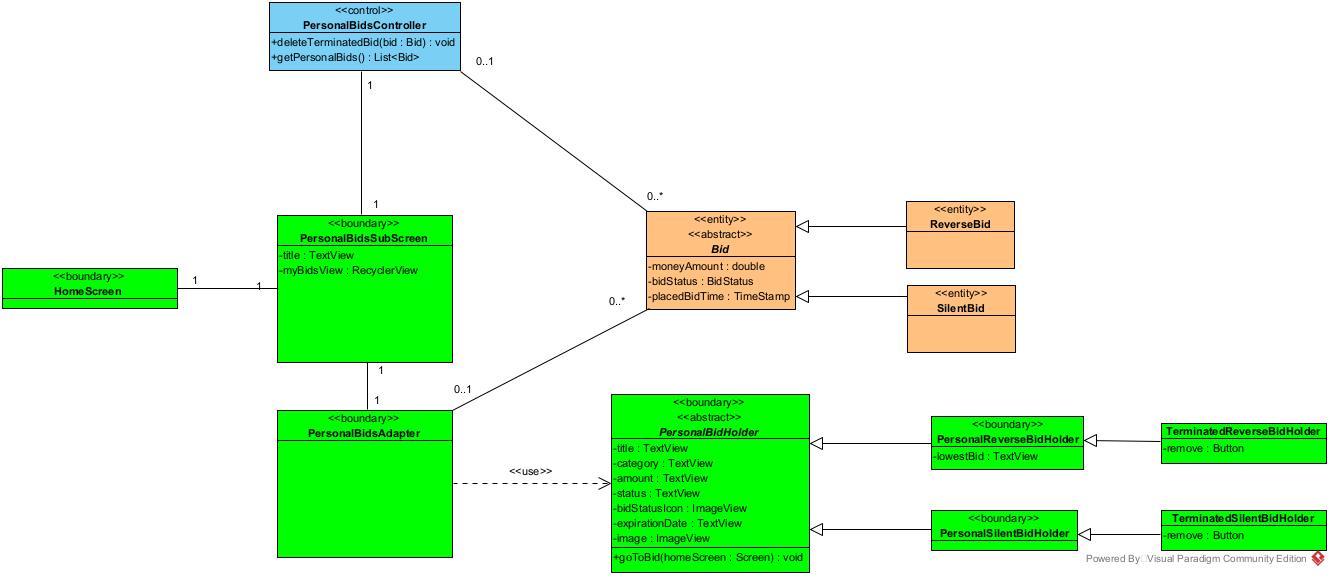 <<control>>
PersonalBidsController
+deleteTerminatedBid(bid : Bid) : void
+getPersonalBids() : List<Bid>
0..1
1
1
0..*
<<boundary>>
PersonalBidsSubScreen
-title : TextView
-myBidsView : RecyclerView
<<entity>>
<<abstract>>
Bid
-moneyAmount : double
-bidStatus : BidStatus
-placedBidTime : TimeStamp
<<entity>>
ReverseBid
<<entity>>
SilentBid
<<boundary>>
HomeScreen
1
1
0..*
1
1
0..1
<<boundary>>
PersonalBidsAdapter
<<use>>
<<boundary>>
<<abstract>>
PersonalBidHolder
-title : TextView
-category : TextView
-amount : TextView
-status : TextView
-bidStatusIcon : ImageView
-expirationDate : TextView
-image : ImageView
+goToBid(homeScreen : Screen) : void
<<boundary>>
PersonalReverseBidHolder
-lowestBid : TextView
TerminatedReverseBidHolder
-remove : Button
<<boundary>>
PersonalSilentBidHolder
TerminatedSilentBidHolder
-remove : Button
Powered By Visual Paradigm Community Edition